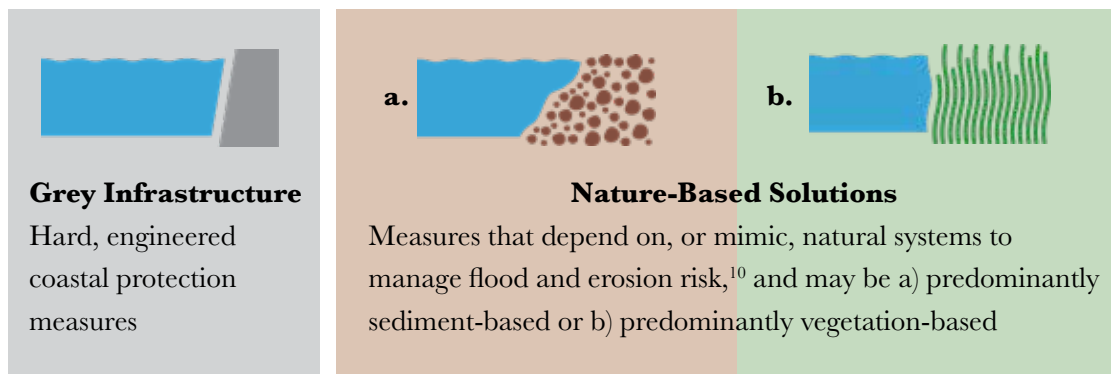 a.
b.
Grey Infrastructure
Hard, engineered
coastal protection
measures
Nature-Based Solutions
Measures that depend on, or mimic, natural systems to
manage flood and erosion risk,¹⁰ and may be a) predominantly
sediment-based or b) predominantly vegetation-based